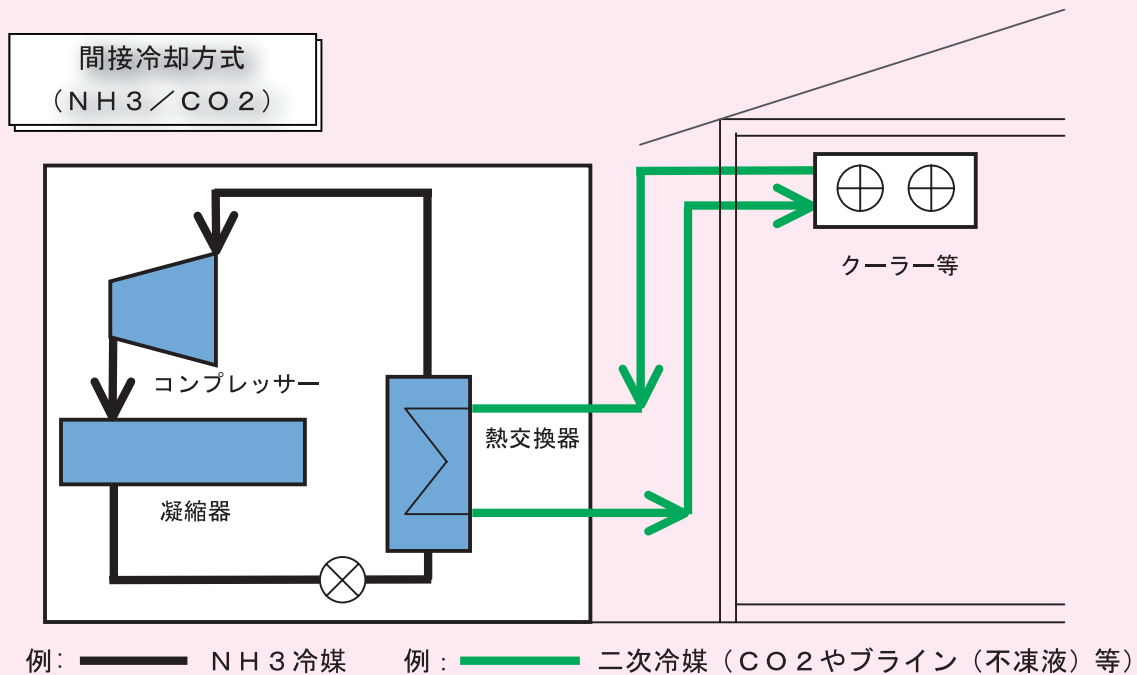 間接冷却方式
（ＮＨ３／ＣＯ２）
クーラー等
コンプレッサー
熱交換器
凝縮器
例： ＮＨ３冷媒 例： 二次冷媒（ＣＯ２やブライン（不凍液）等）